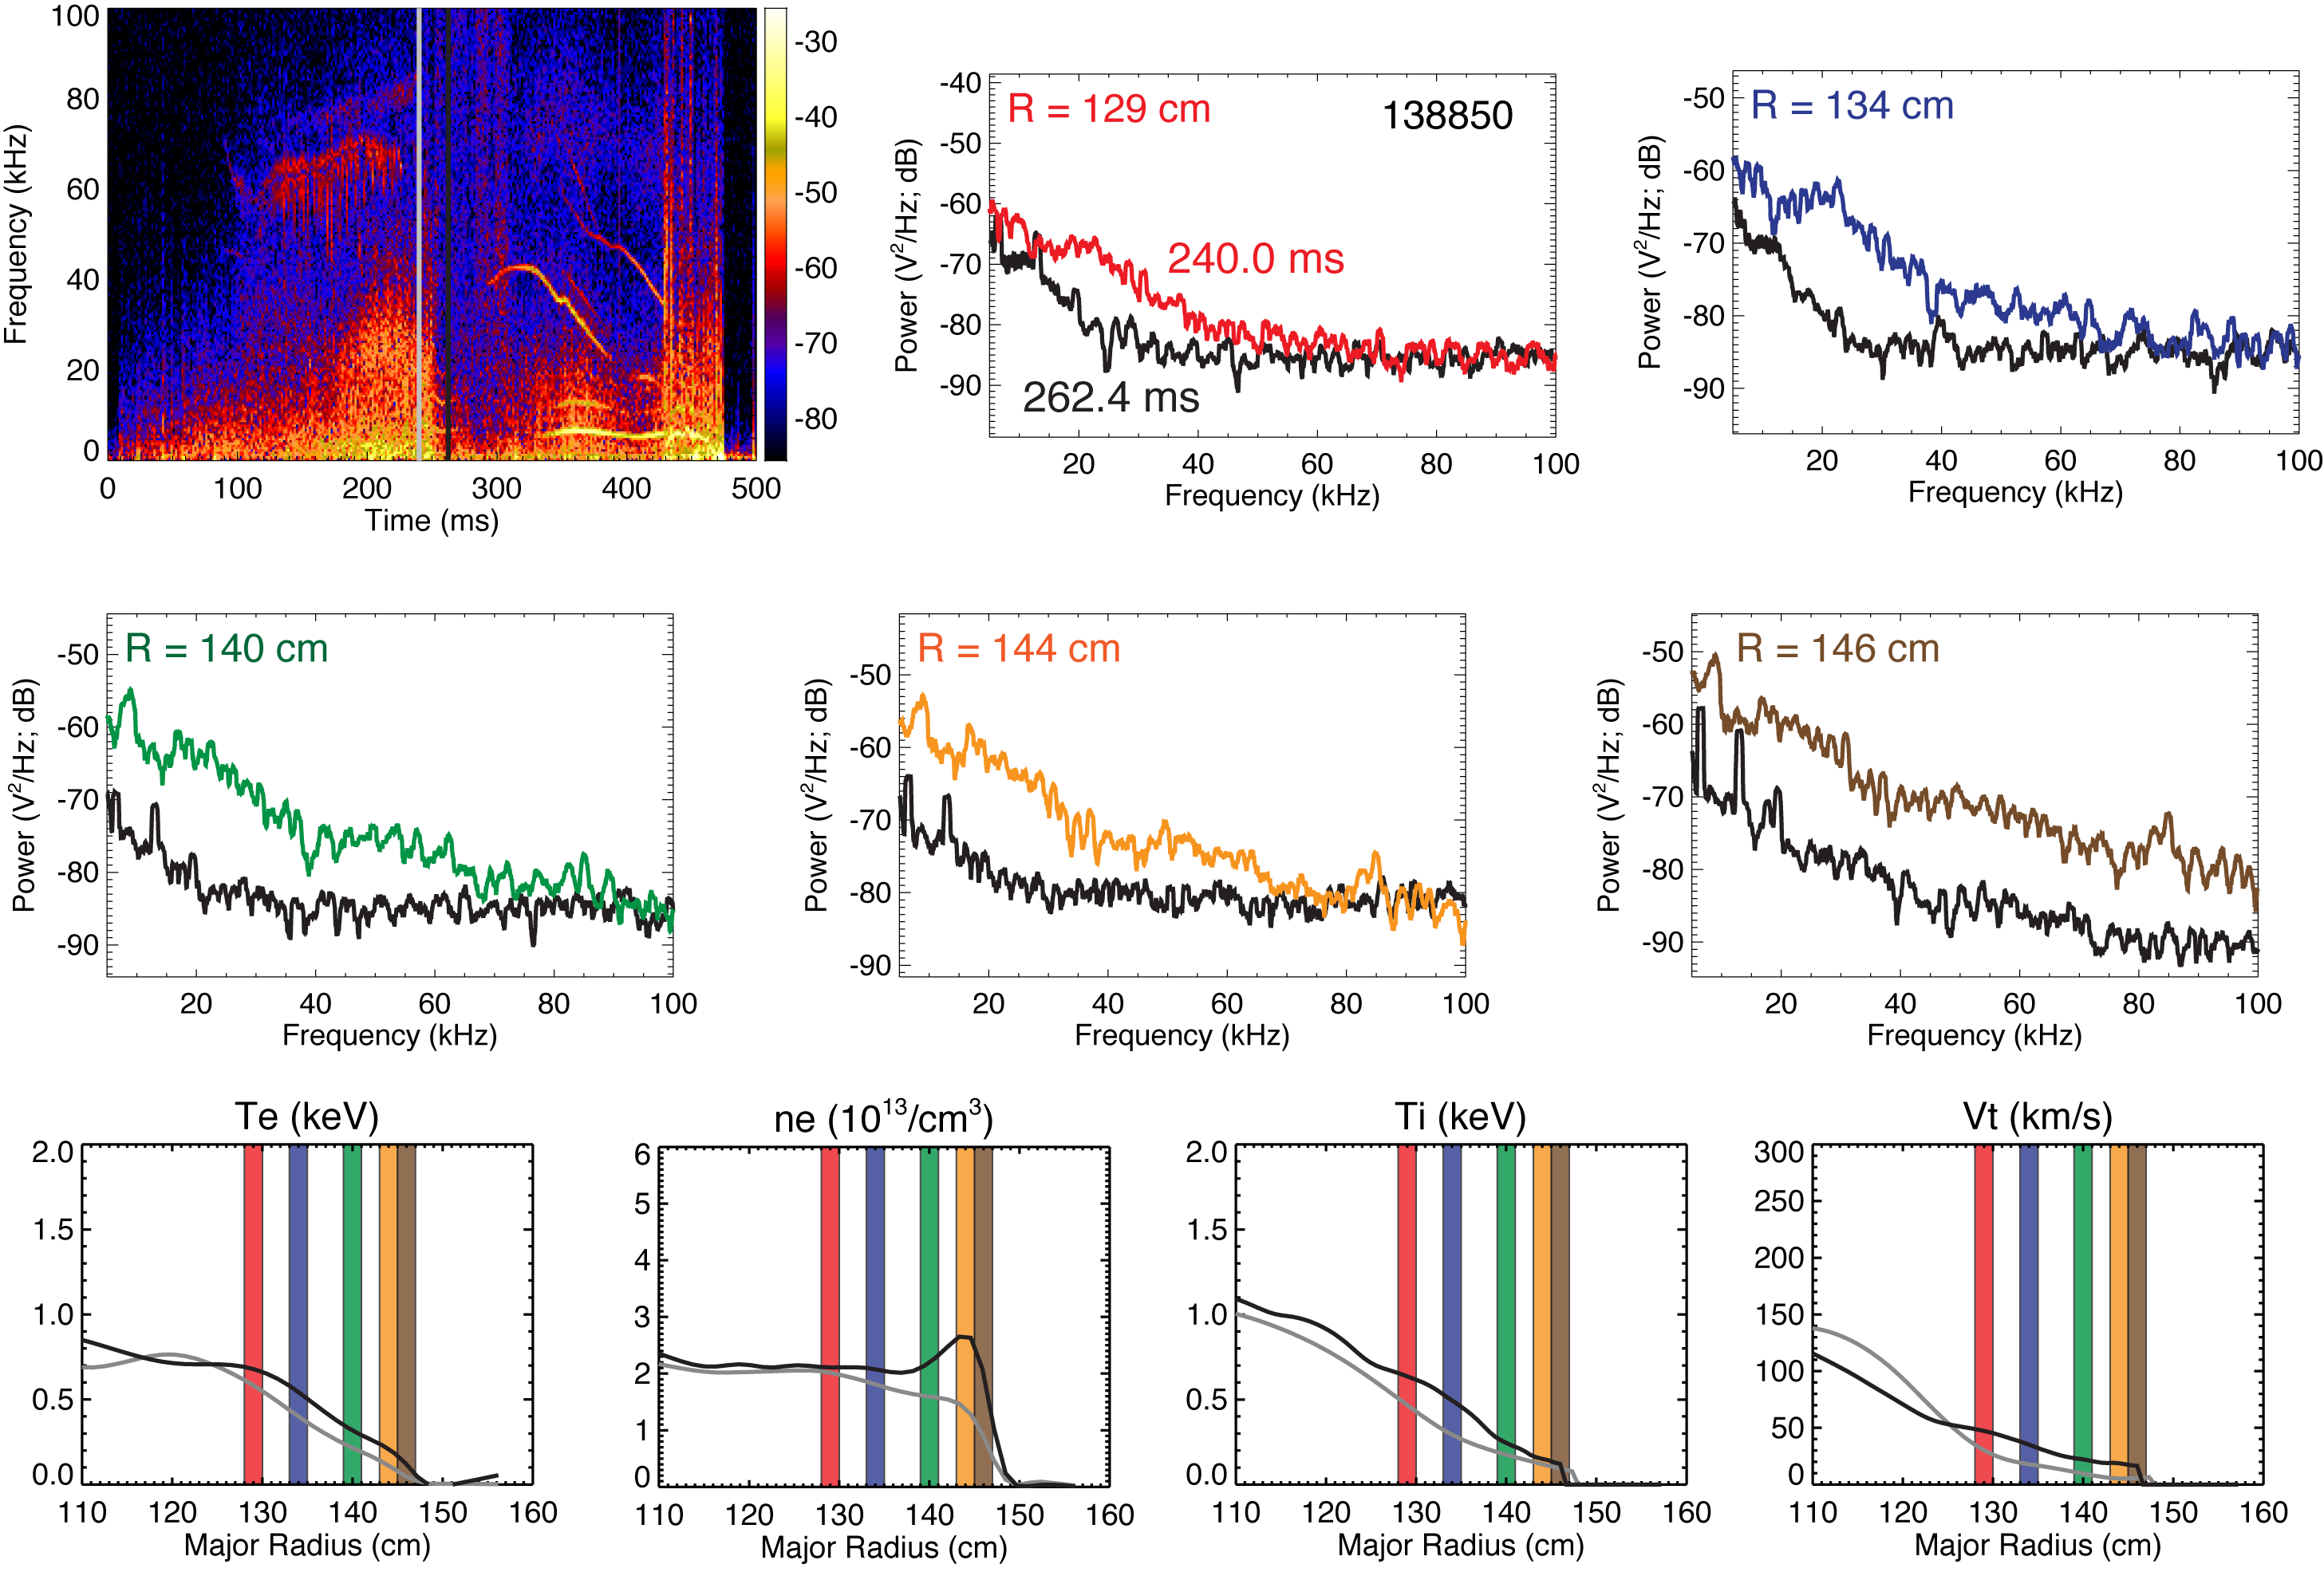 100
80
60
40
20
0
Frequency (kHz)
0 100 200 300 400 500
Time (ms)
-30
-40
-50
-60
-70
-80
R = 129 cm
138850
240.0 ms
262.4 ms
-40
-50
-60
-70
-80
-90
Power (V²/Hz; dB)
20 40 60 80 100
Frequency (kHz)
R = 134 cm
-50
-60
-70
-80
-90
Power (V²/Hz; dB)
20 40 60 80 100
Frequency (kHz)
R = 140 cm
-50
-60
-70
-80
-90
Power (V²/Hz; dB)
20 40 60 80 100
Frequency (kHz)
R = 144 cm
-50
-60
-70
-80
-90
Power (V²/Hz; dB)
20 40 60 80 100
Frequency (kHz)
R = 146 cm
-50
-60
-70
-80
-90
Power (V²/Hz; dB)
20 40 60 80 100
Frequency (kHz)
Te (keV)
2.0
1.5
1.0
0.5
0.0
110 120 130 140 150 160
Major Radius (cm)
ne (10¹³/cm³)
6
5
4
3
2
1
0
110 120 130 140 150 160
Major Radius (cm)
Ti (keV)
2.0
1.5
1.0
0.5
0.0
110 120 130 140 150 160
Major Radius (cm)
Vt (km/s)
300
250
200
150
100
50
0
110 120 130 140 150 160
Major Radius (cm)